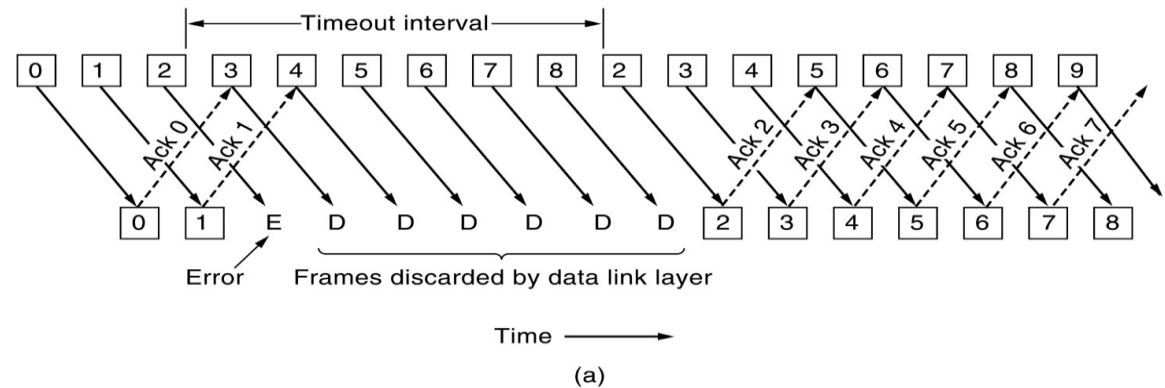 Timeout interval
0 1 2 3 4 5 6 7 8 2 3 4 5 6 7 8 9
Ack 0 Ack 1 Ack 2 Ack 3 Ack 4 Ack 5 Ack 6 Ack 7
0 1 E D D D D D D 2 3 4 5 6 7 8
Error Frames discarded by data link layer
Time
(a)